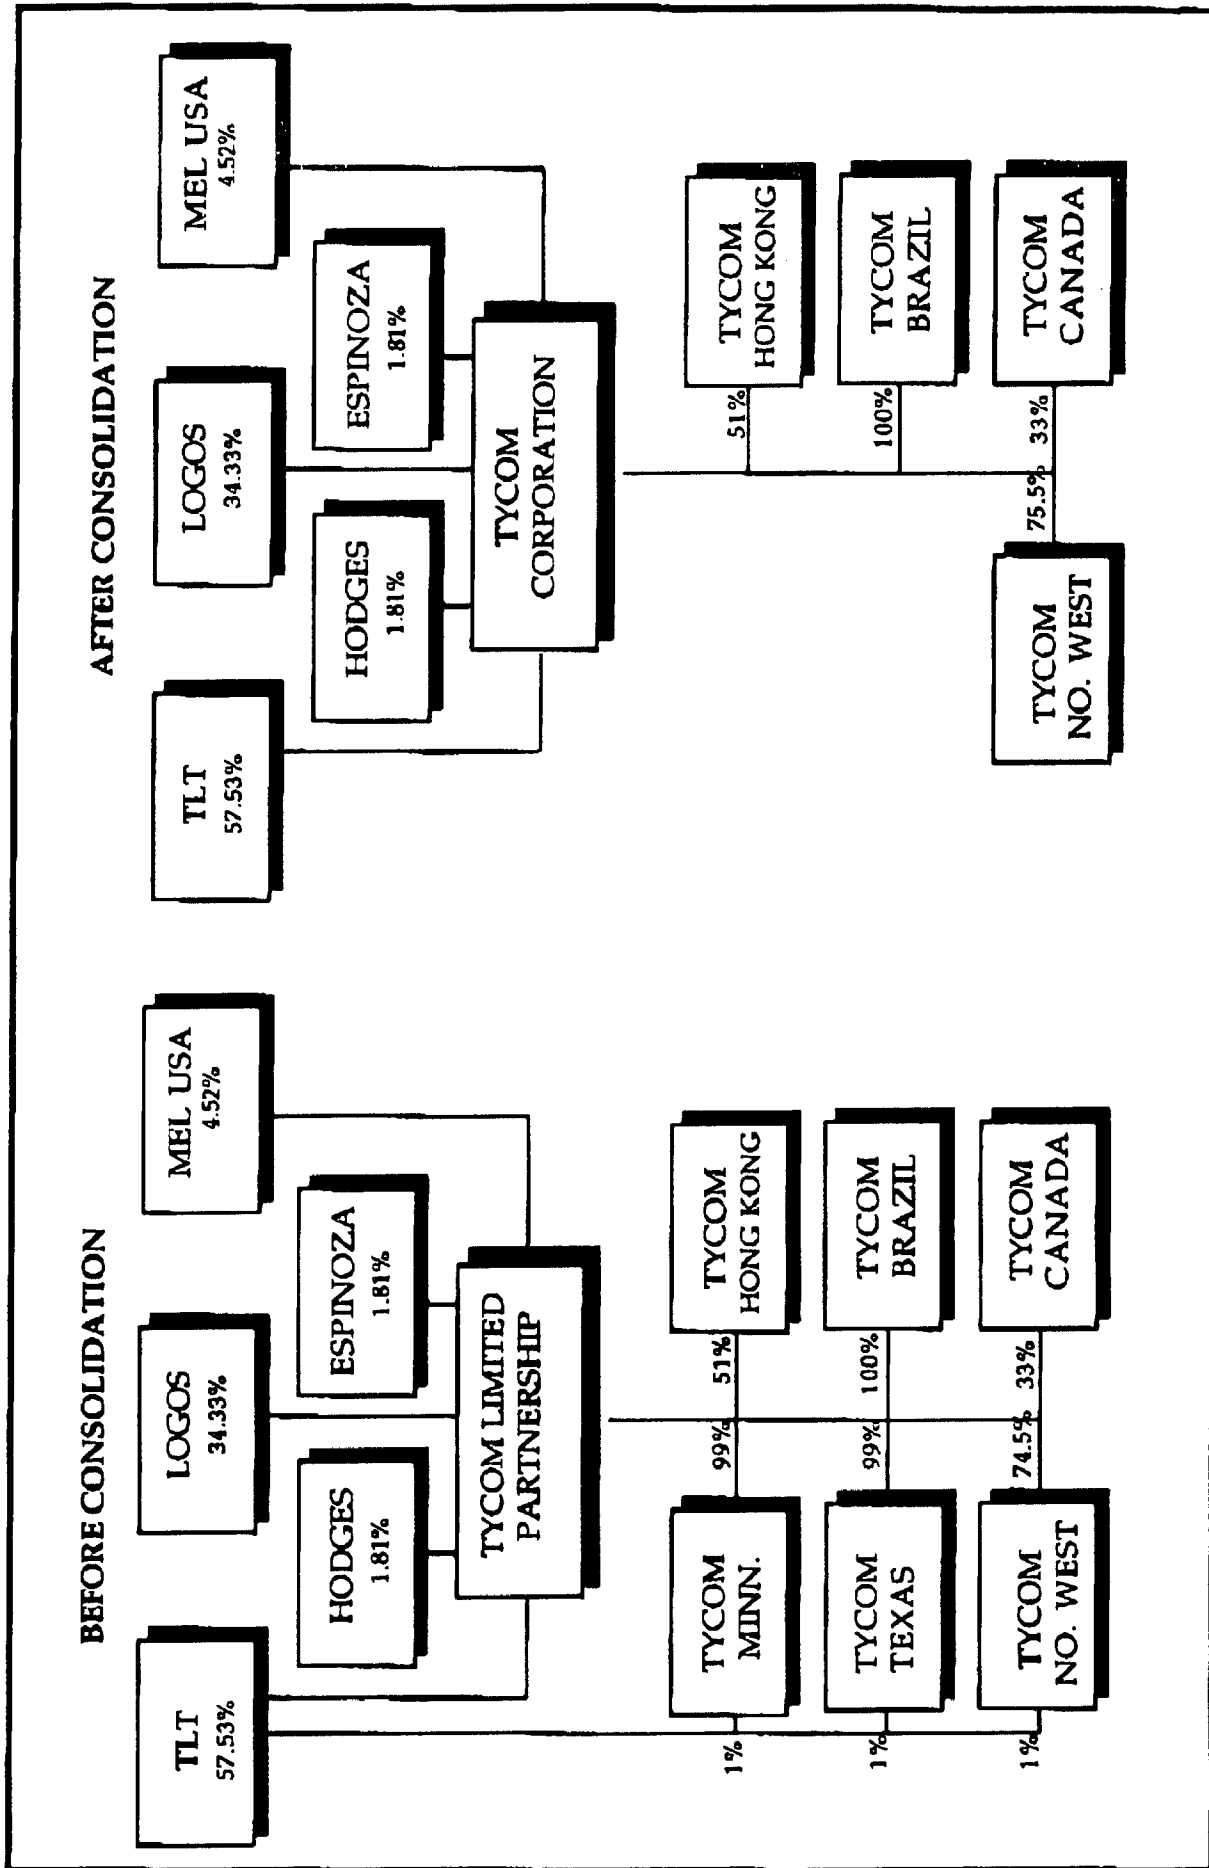 BEFORE CONSOLIDATION
TLT
57.53%
LOGOS
34.33%
MEL USA
4.52%
HODGES
1.81%
ESPINOZA
1.81%
TYCOM LIMITED
PARTNERSHIP
TYCOM
MINN.
99%
51%
TYCOM
HONG KONG
1%
TYCOM
TEXAS
99%
100%
TYCOM
BRAZIL
1%
TYCOM
NO. WEST
74.5%
33%
TYCOM
CANADA
1%
AFTER CONSOLIDATION
TLT
57.53%
LOGOS
34.33%
MEL USA
4.52%
HODGES
1.81%
ESPINOZA
1.81%
TYCOM
CORPORATION
51%
TYCOM
HONG KONG
100%
TYCOM
BRAZIL
TYCOM
NO. WEST
75.5%
33%
TYCOM
CANADA